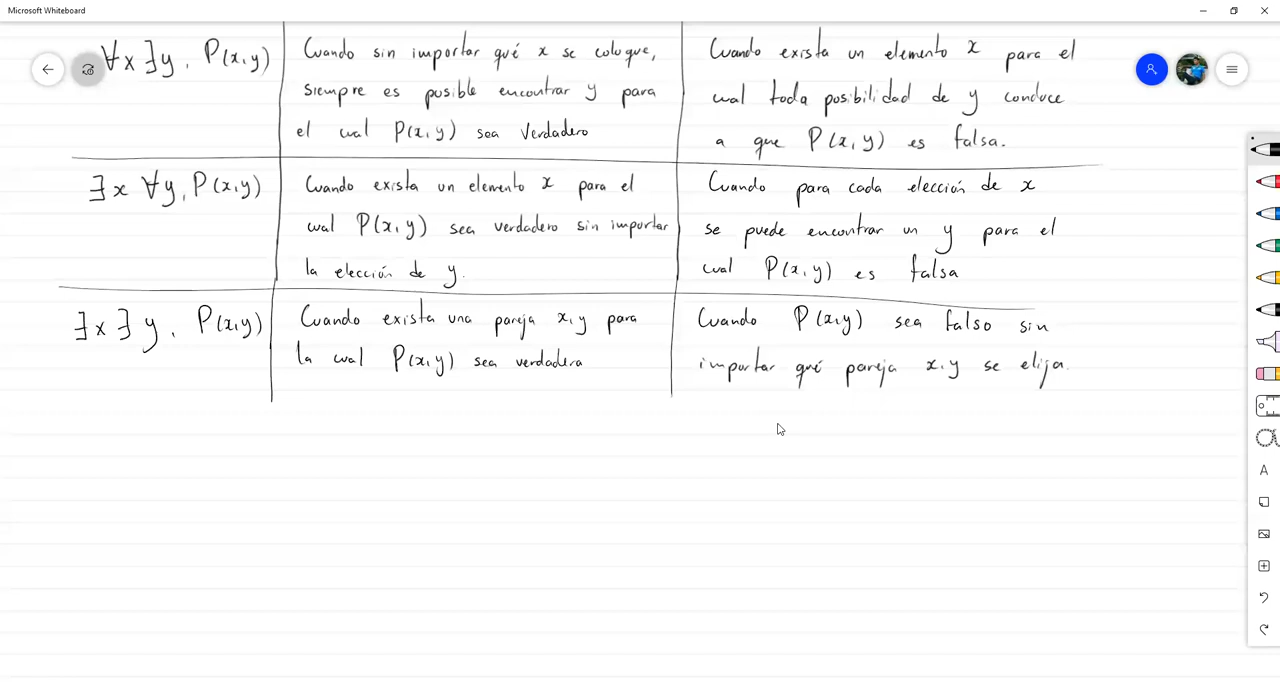 Microsoft Whiteboard
∀x∃y, P(x,y)
Cuando sin importar qué x se coloque,
siempre es posible encontrar y para
el cual P(x,y) sea Verdadero
Cuando exista un elemento x para el
cual toda posibilidad de y conduce
a que P(x,y) es falsa.
∃x ∀y, P(x,y)
Cuando exista un elemento x para el
cual P(x,y) sea verdadero sin importar
la elección de y.
Cuando para cada elección de x
se puede encontrar un y para el
cual P(x,y) es falsa
∃x∃y, P(x,y)
Cuando exista una pareja x,y para
la cual P(x,y) sea verdadera
Cuando P(x,y) sea falso sin
importar qué pareja x,y se elija.
A